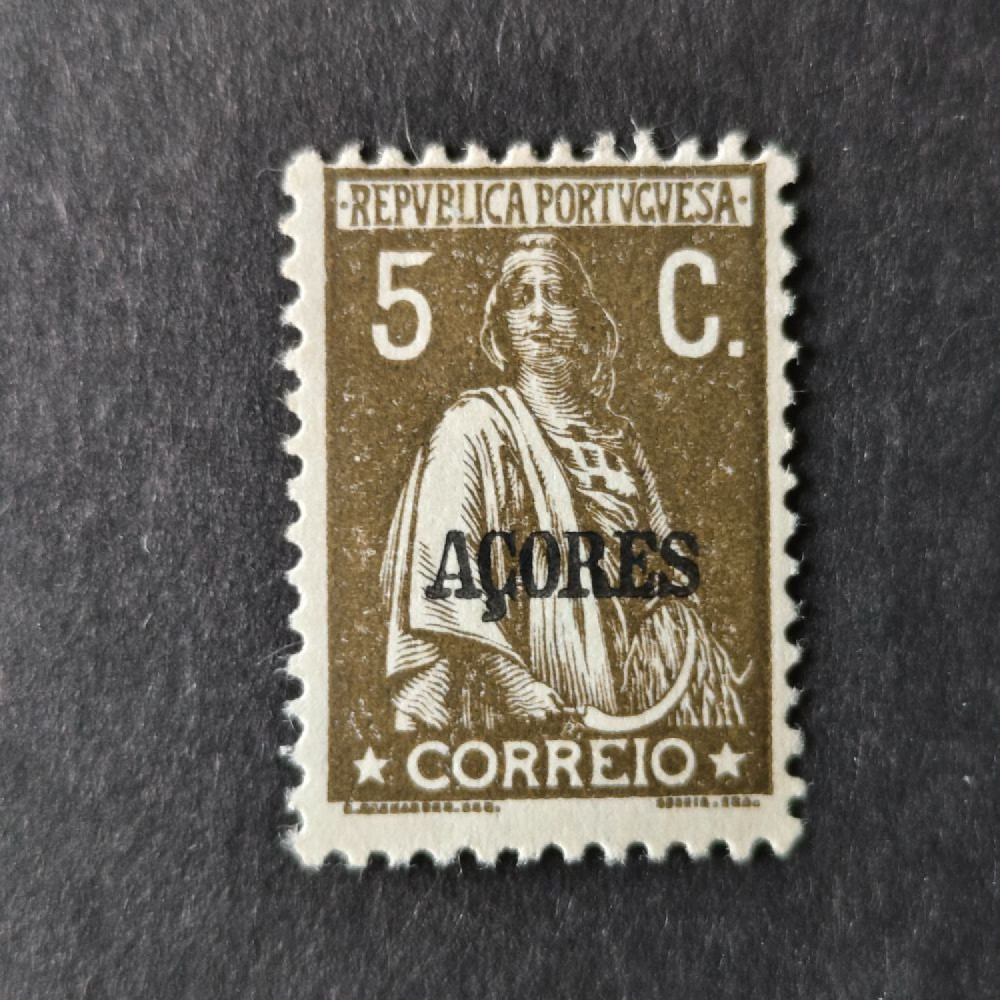 ·REPVBLICA PORTVGVESA·
5 C.
AÇORES
★ CORREIO ★